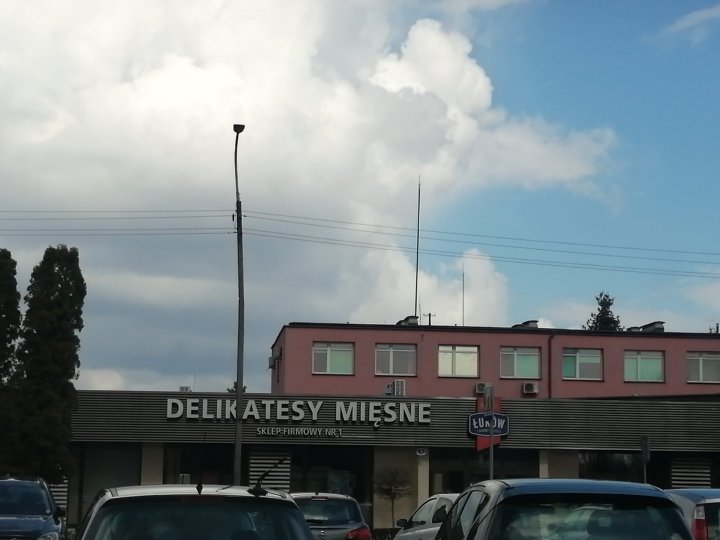 DELIKATESY MIĘSNE
SKLEP FIRMOWY NR 1
ŁUKÓW